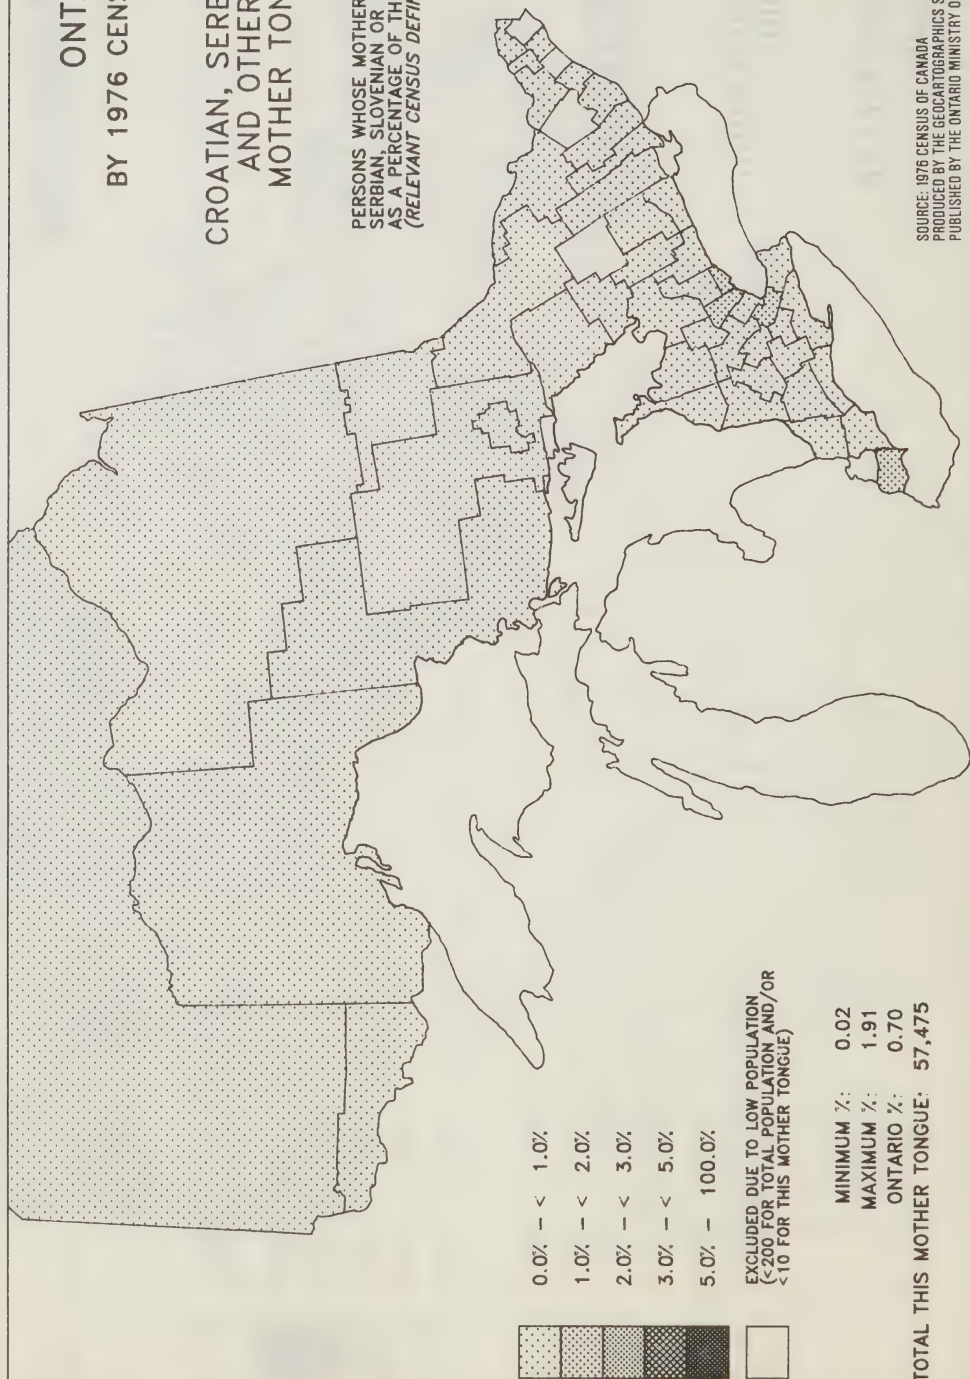 ONT
BY 1976 CENS
CROATIAN, SERB
AND OTHER
MOTHER TON
PERSONS WHOSE MOTHER
SERBIAN, SLOVENIAN OR
AS A PERCENTAGE OF TH
(RELEVANT CENSUS DEFIN
0.0% - < 1.0%
1.0% - < 2.0%
2.0% - < 3.0%
3.0% - < 5.0%
5.0% - 100.0%
EXCLUDED DUE TO LOW POPULATION
(<200 FOR TOTAL POPULATION AND/OR
<10 FOR THIS MOTHER TONGUE)
MINIMUM %: 0.02
MAXIMUM %: 1.91
ONTARIO %: 0.70
TOTAL THIS MOTHER TONGUE: 57,475
SOURCE: 1976 CENSUS OF CANADA
PRODUCED BY THE GEOCARTOGRAPHICS S
PUBLISHED BY THE ONTARIO MINISTRY O